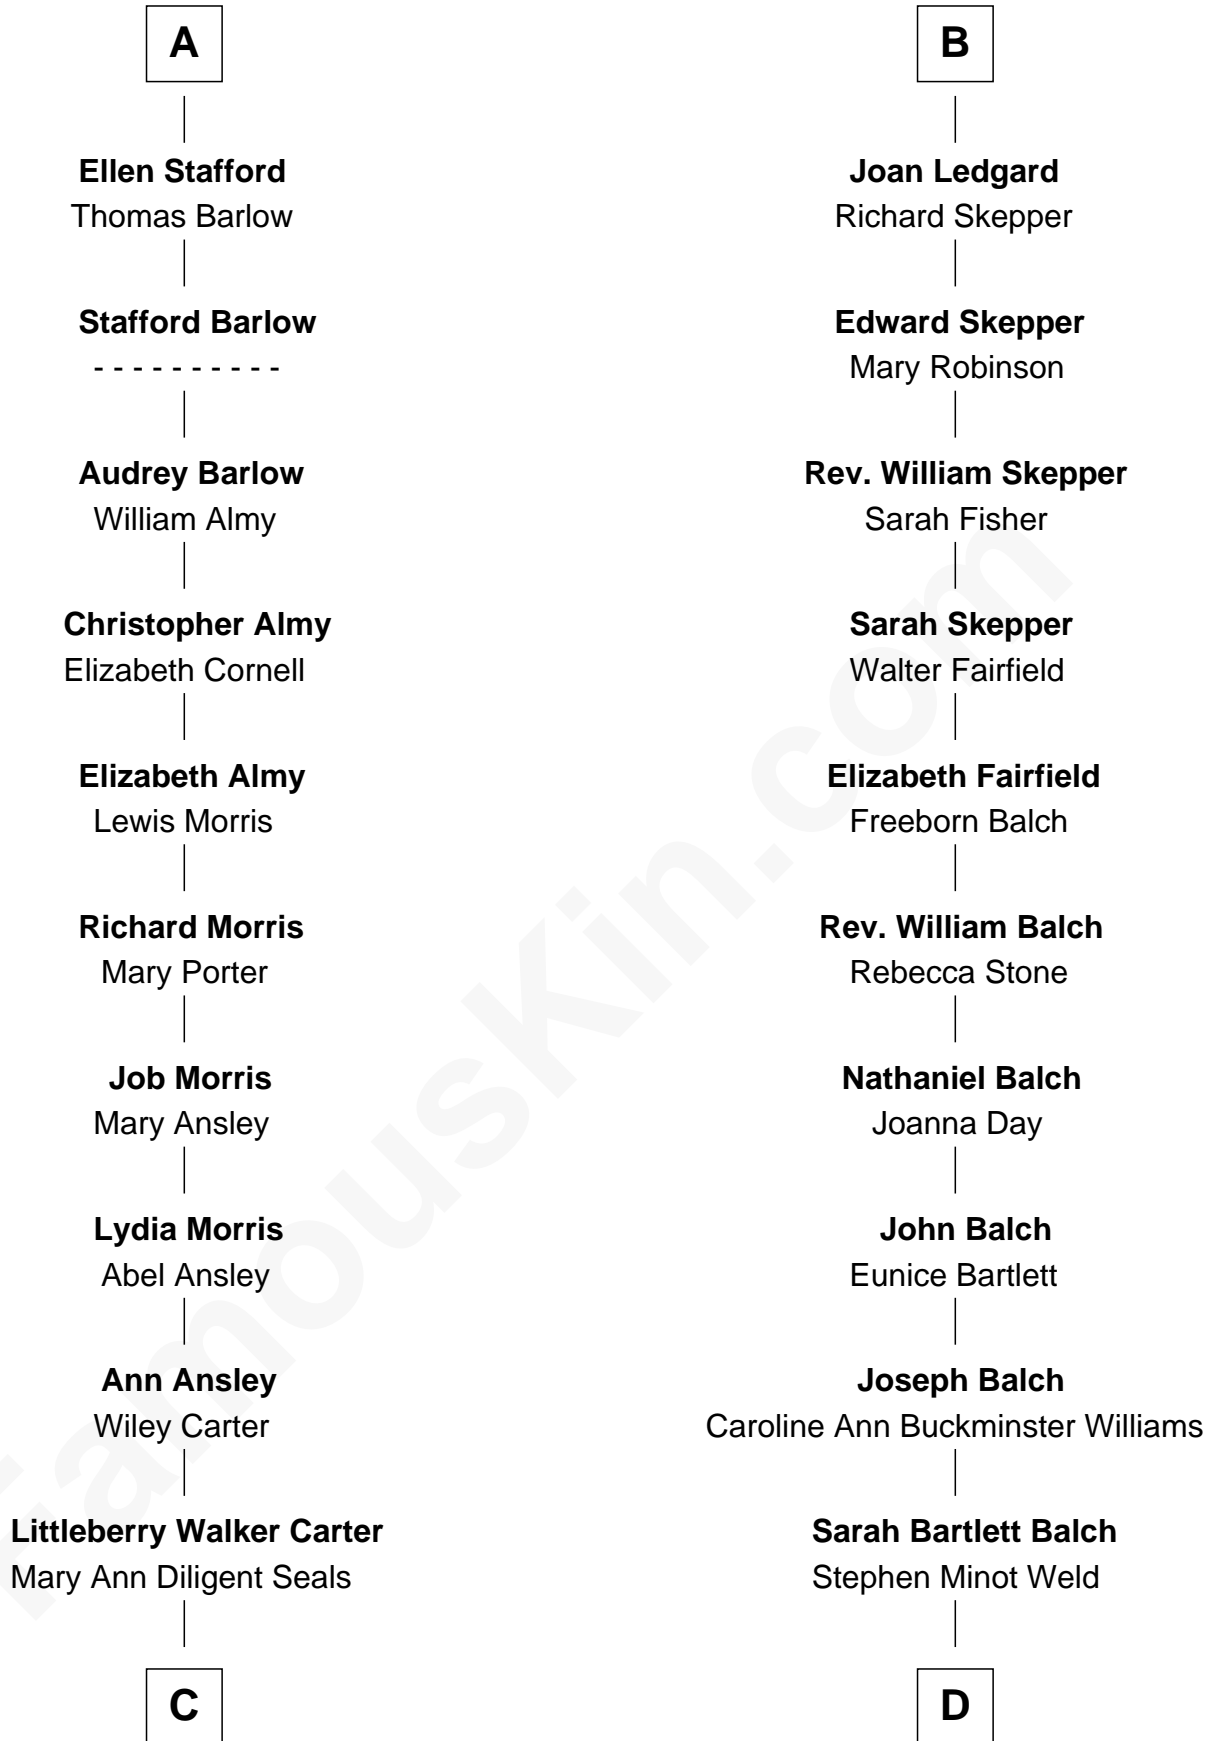 A
Ellen Stafford
Thomas Barlow
Stafford Barlow
- - - - - - - - - -
Audrey Barlow
William Almy
Christopher Almy
Elizabeth Cornell
Elizabeth Almy
Lewis Morris
Richard Morris
Mary Porter
Job Morris
Mary Ansley
Lydia Morris
Abel Ansley
Ann Ansley
Wiley Carter
Littleberry Walker Carter
Mary Ann Diligent Seals
C
B
Joan Ledgard
Richard Skepper
Edward Skepper
Mary Robinson
Rev. William Skepper
Sarah Fisher
Sarah Skepper
Walter Fairfield
Elizabeth Fairfield
Freeborn Balch
Rev. William Balch
Rebecca Stone
Nathaniel Balch
Joanna Day
John Balch
Eunice Bartlett
Joseph Balch
Caroline Ann Buckminster Williams
Sarah Bartlett Balch
Stephen Minot Weld
D
FamousKin.com